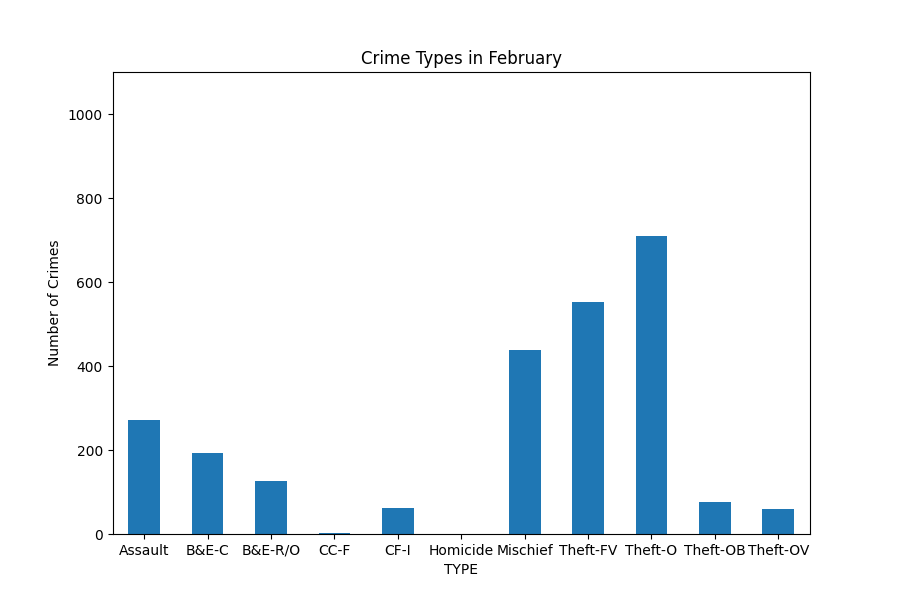 Crime Types in February
Number of Crimes
1000
800
600
400
200
0
Assault B&E-C B&E-R/O CC-F CF-I Homicide Mischief Theft-FV Theft-O Theft-OB Theft-OV
TYPE